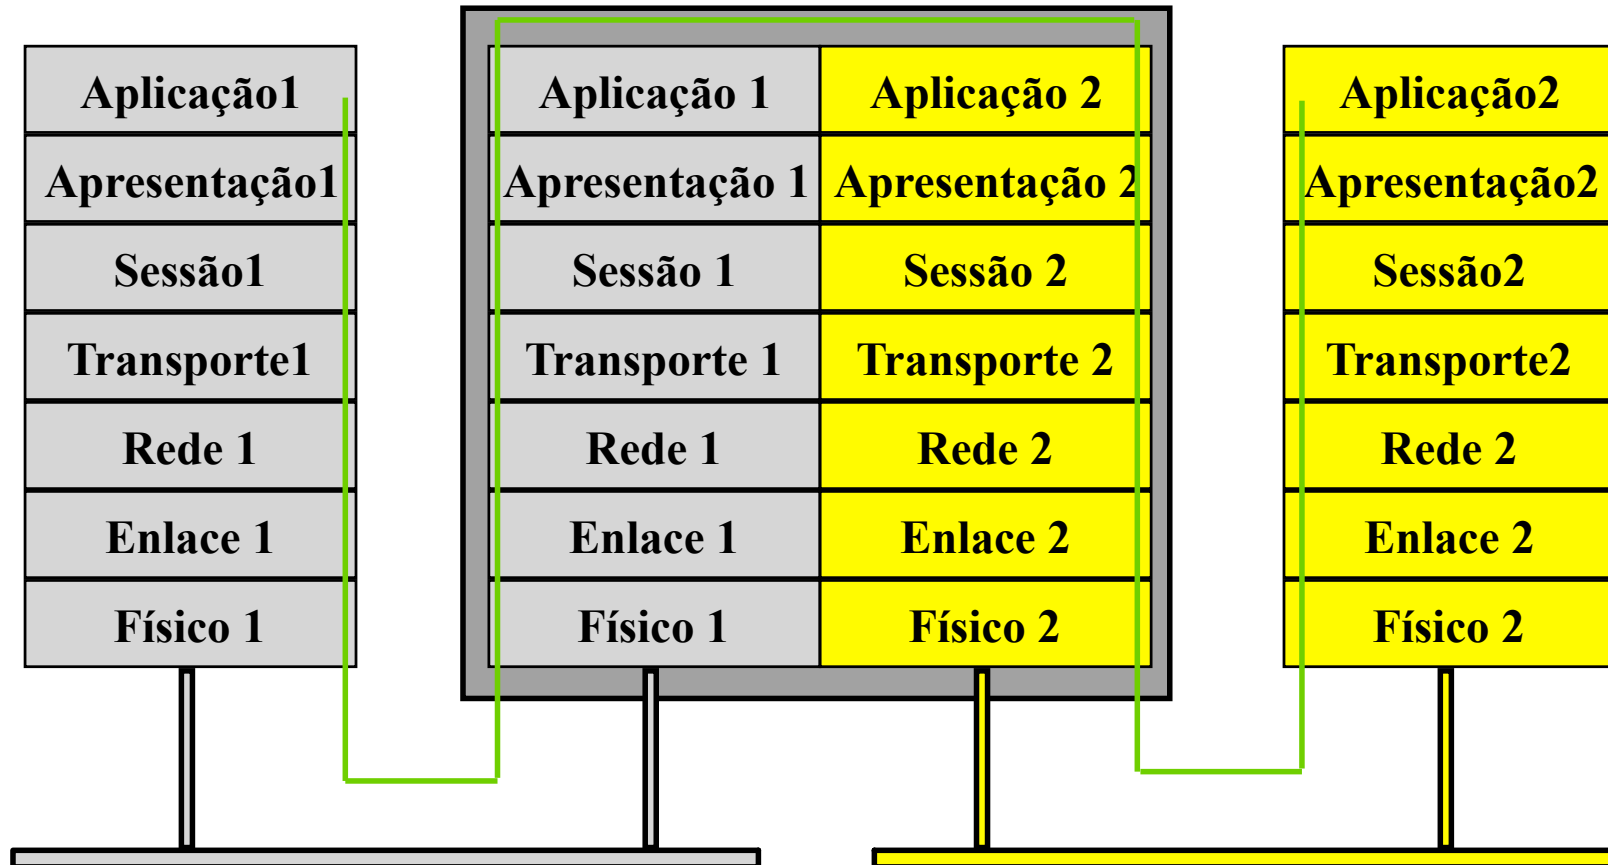 Aplicação1
Apresentação1
Sessão1
Transporte1
Rede 1
Enlace 1
Físico 1
Aplicação 1
Apresentação 1
Sessão 1
Transporte 1
Rede 1
Enlace 1
Físico 1
Aplicação 2
Apresentação 2
Sessão 2
Transporte 2
Rede 2
Enlace 2
Físico 2
Aplicação2
Apresentação2
Sessão2
Transporte2
Rede 2
Enlace 2
Físico 2